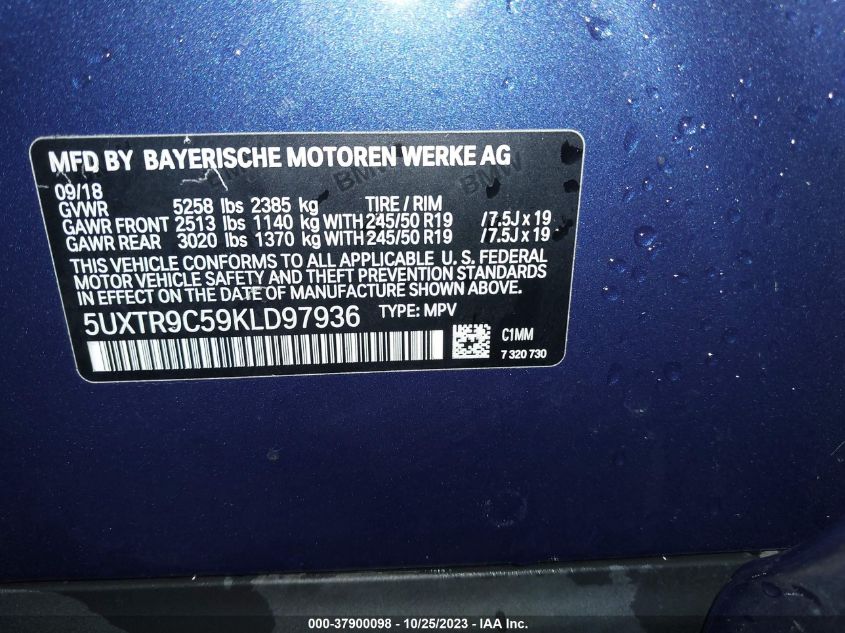 MFD BY BAYERISCHE MOTOREN WERKE AG
09/18
GVWR 5258 lbs 2385 kg TIRE / RIM
GAWR FRONT 2513 lbs 1140 kg WITH 245/50 R19 /7.5J x 19
GAWR REAR 3020 lbs 1370 kg WITH 245/50 R19 /7.5J x 19
THIS VEHICLE CONFORMS TO ALL APPLICABLE U. S. FEDERAL
MOTOR VEHICLE SAFETY AND THEFT PREVENTION STANDARDS
IN EFFECT ON THE DATE OF MANUFACTURE SHOWN ABOVE.
5UXTR9C59KLD97936 TYPE: MPV
C1MM
7 320 730
000-37900098 - 10/25/2023 - IAA Inc.